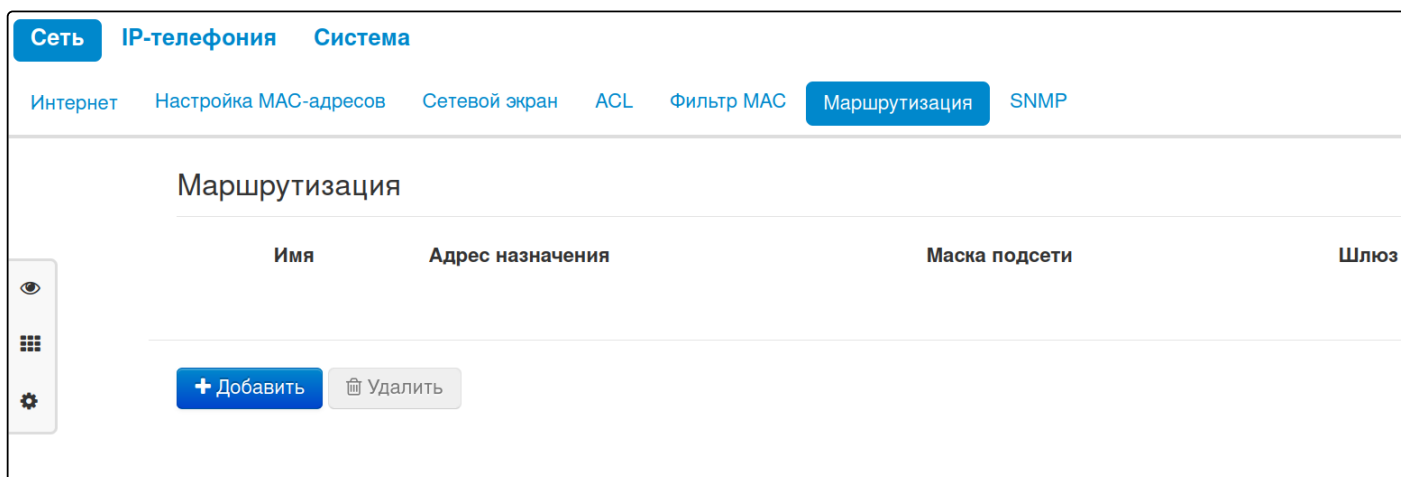 Сеть IP-телефония Система
Интернет Настройка MAC-адресов Сетевой экран ACL Фильтр MAC Маршрутизация SNMP
Маршрутизация
Имя Адрес назначения Маска подсети Шлюз
Добавить Удалить